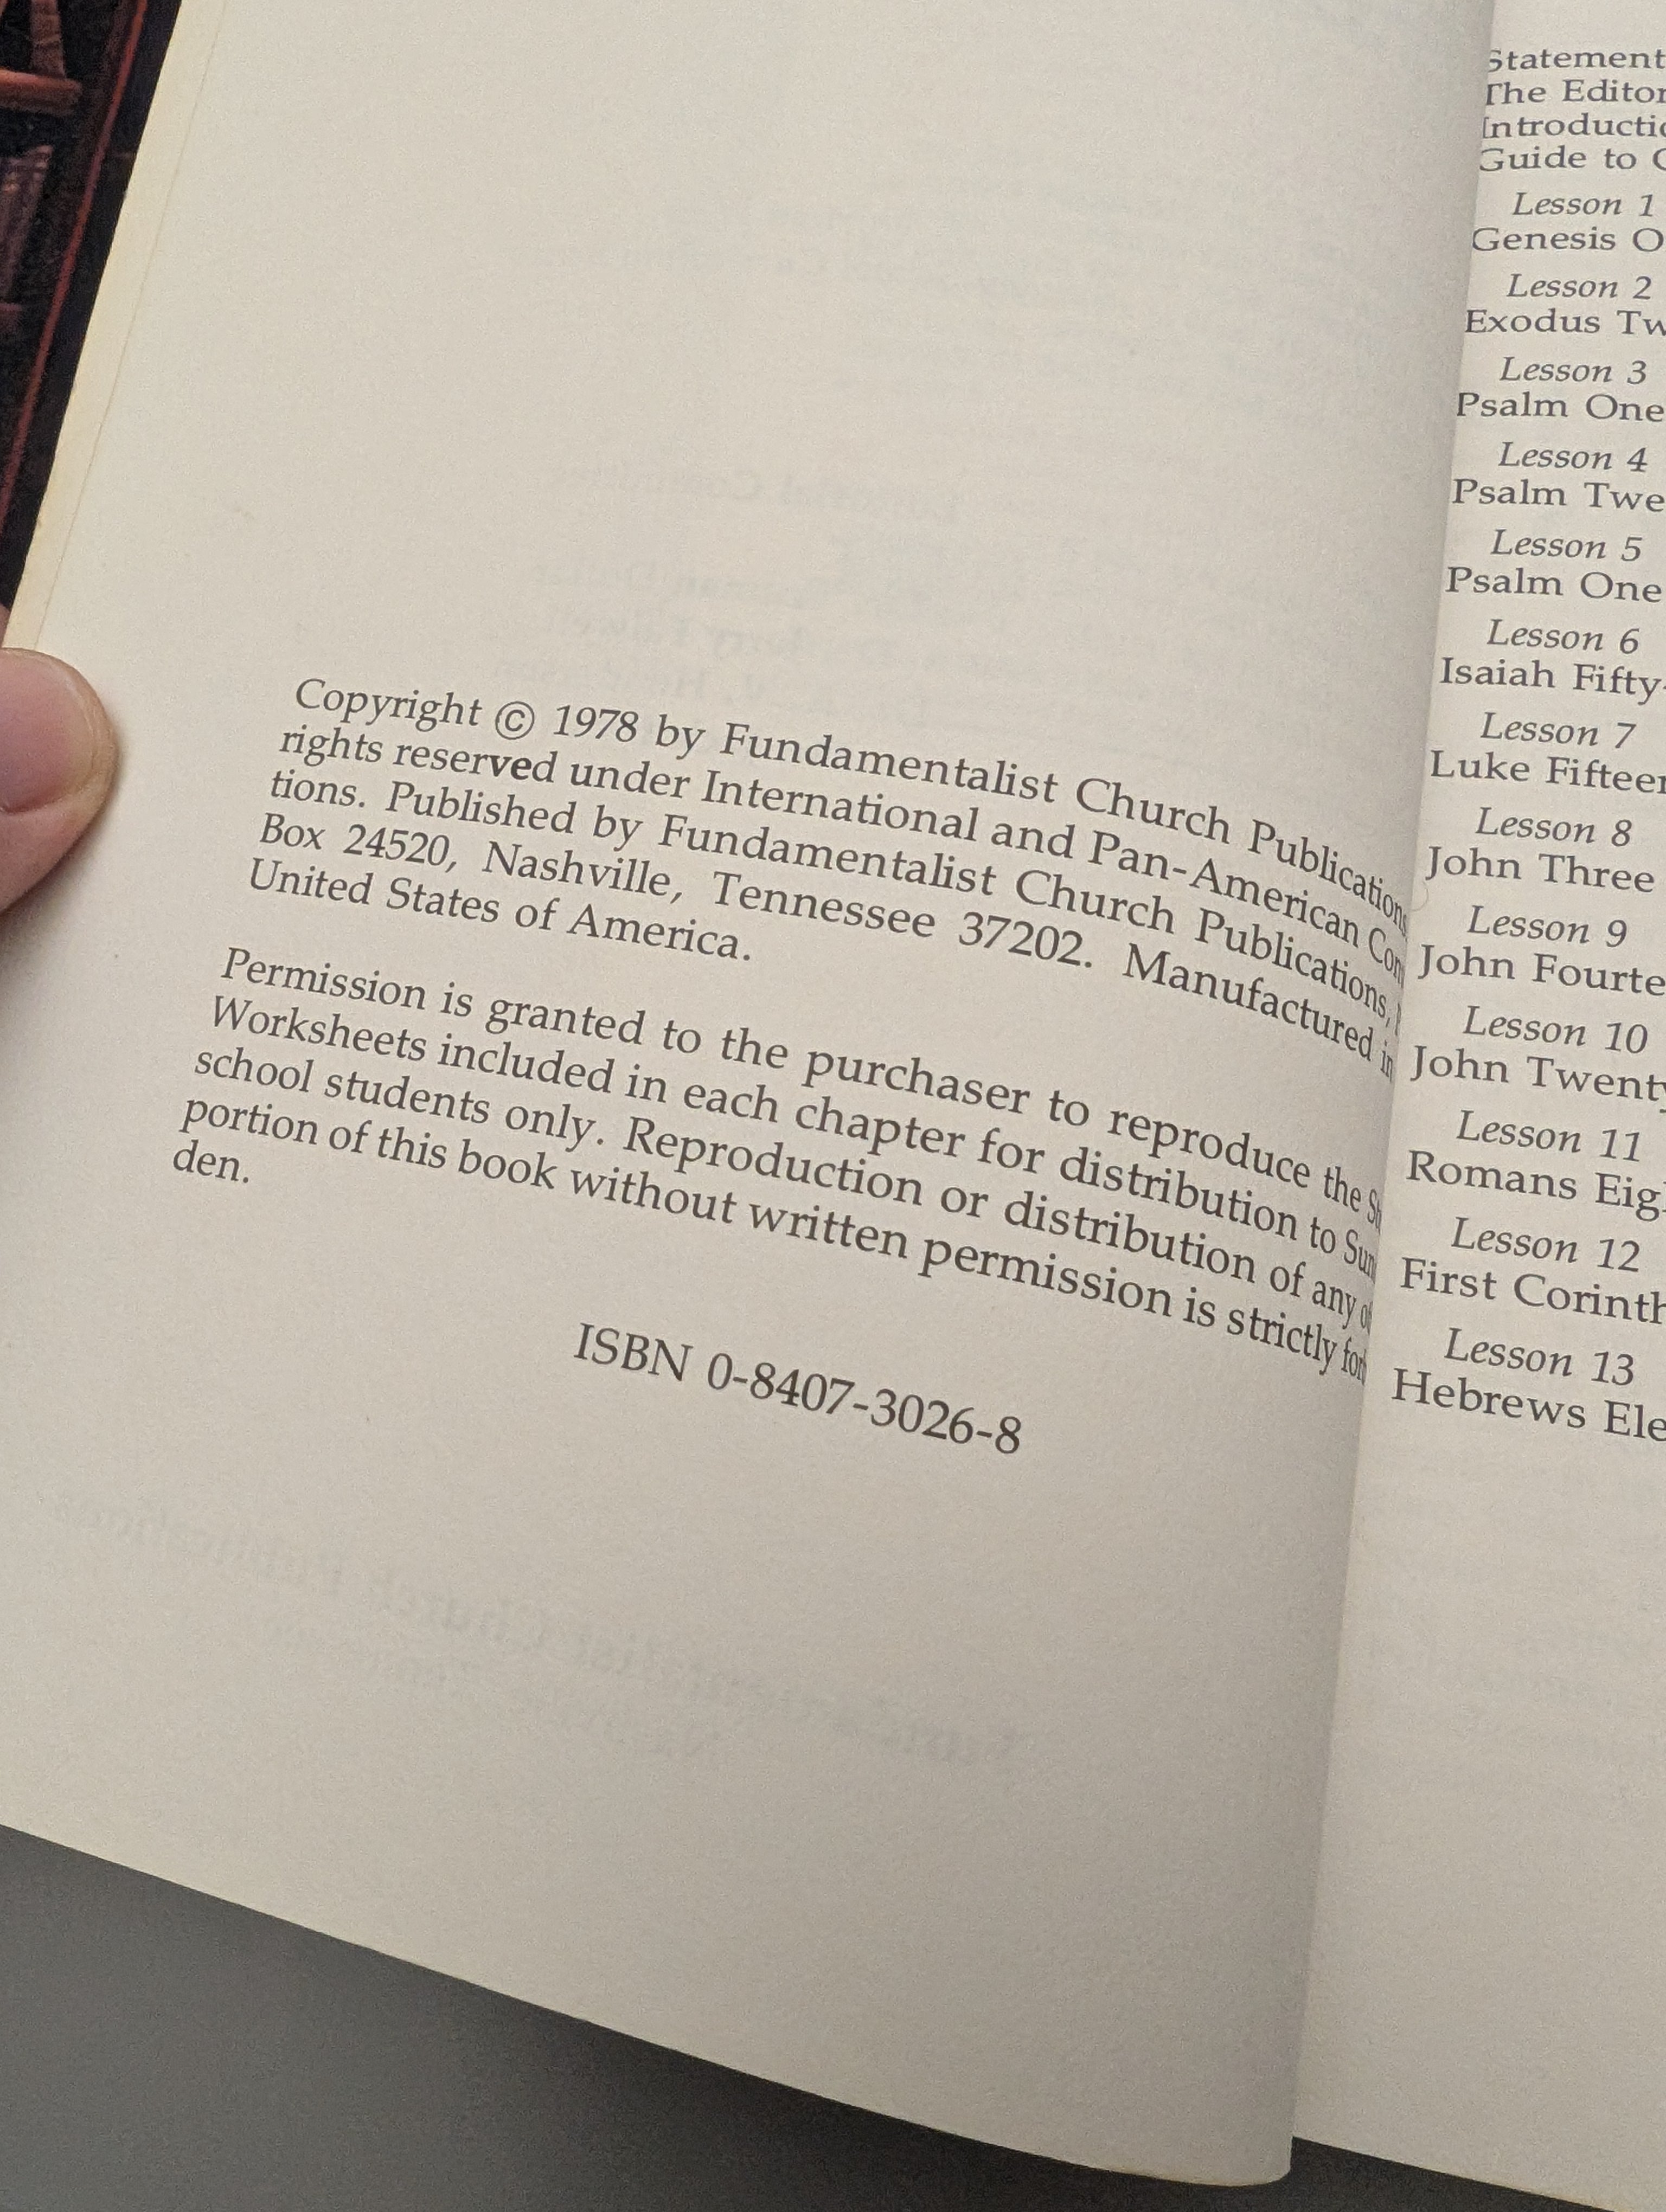 Copyright © 1978 by Fundamentalist Church Publications
rights reserved under International and Pan-American
tions. Published by Fundamentalist Church Publications,
Box 24520, Nashville, Tennessee 37202. Manufactured in
United States of America.
Permission is granted to the purchaser to reproduce the
Worksheets included in each chapter for distribution to
school students only. Reproduction or distribution of any
portion of this book without written permission is strictly
den.
ISBN 0-8407-3026-8
Statement
The Editor
Guide to
Lesson 1
Genesis
Lesson 2
Exodus
Lesson 3
Psalm One
Lesson 4
Psalm
Lesson 5
Psalm One
Lesson 6
Isaiah Fifty-
Lesson 7
Luke Fifteen
Lesson 8
John Three
Lesson 9
John
Lesson 10
John Twenty
Lesson 11
Romans
Lesson 12
First
Lesson 13
Hebrews